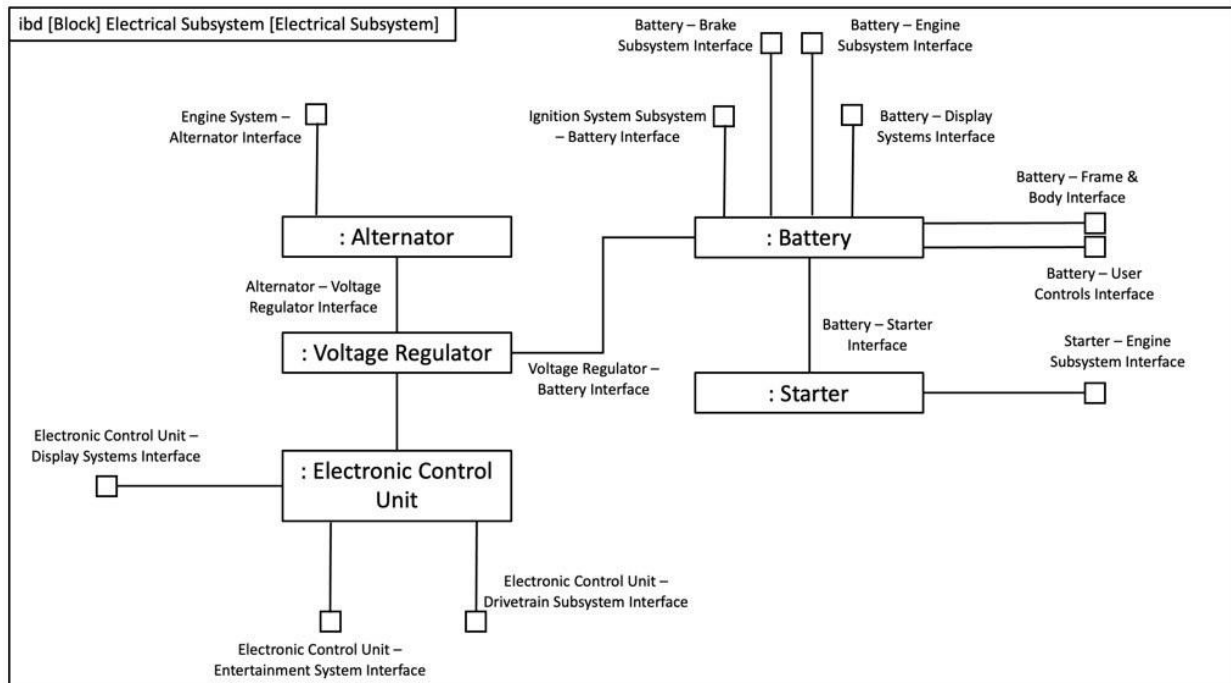 ibd [Block] Electrical Subsystem [Electrical Subsystem]
Battery – Brake
Subsystem Interface
Battery – Engine
Subsystem Interface
Engine System –
Alternator Interface
Ignition System Subsystem
– Battery Interface
Battery – Display
Systems Interface
Battery – Frame &
Body Interface
: Alternator
: Battery
Alternator – Voltage
Regulator Interface
Battery – User
Controls Interface
: Voltage Regulator
Voltage Regulator –
Battery Interface
Battery – Starter
Interface
Starter – Engine
Subsystem Interface
: Starter
Electronic Control Unit –
Display Systems Interface
: Electronic Control
Unit
Electronic Control Unit –
Drivetrain Subsystem Interface
Electronic Control Unit –
Entertainment System Interface